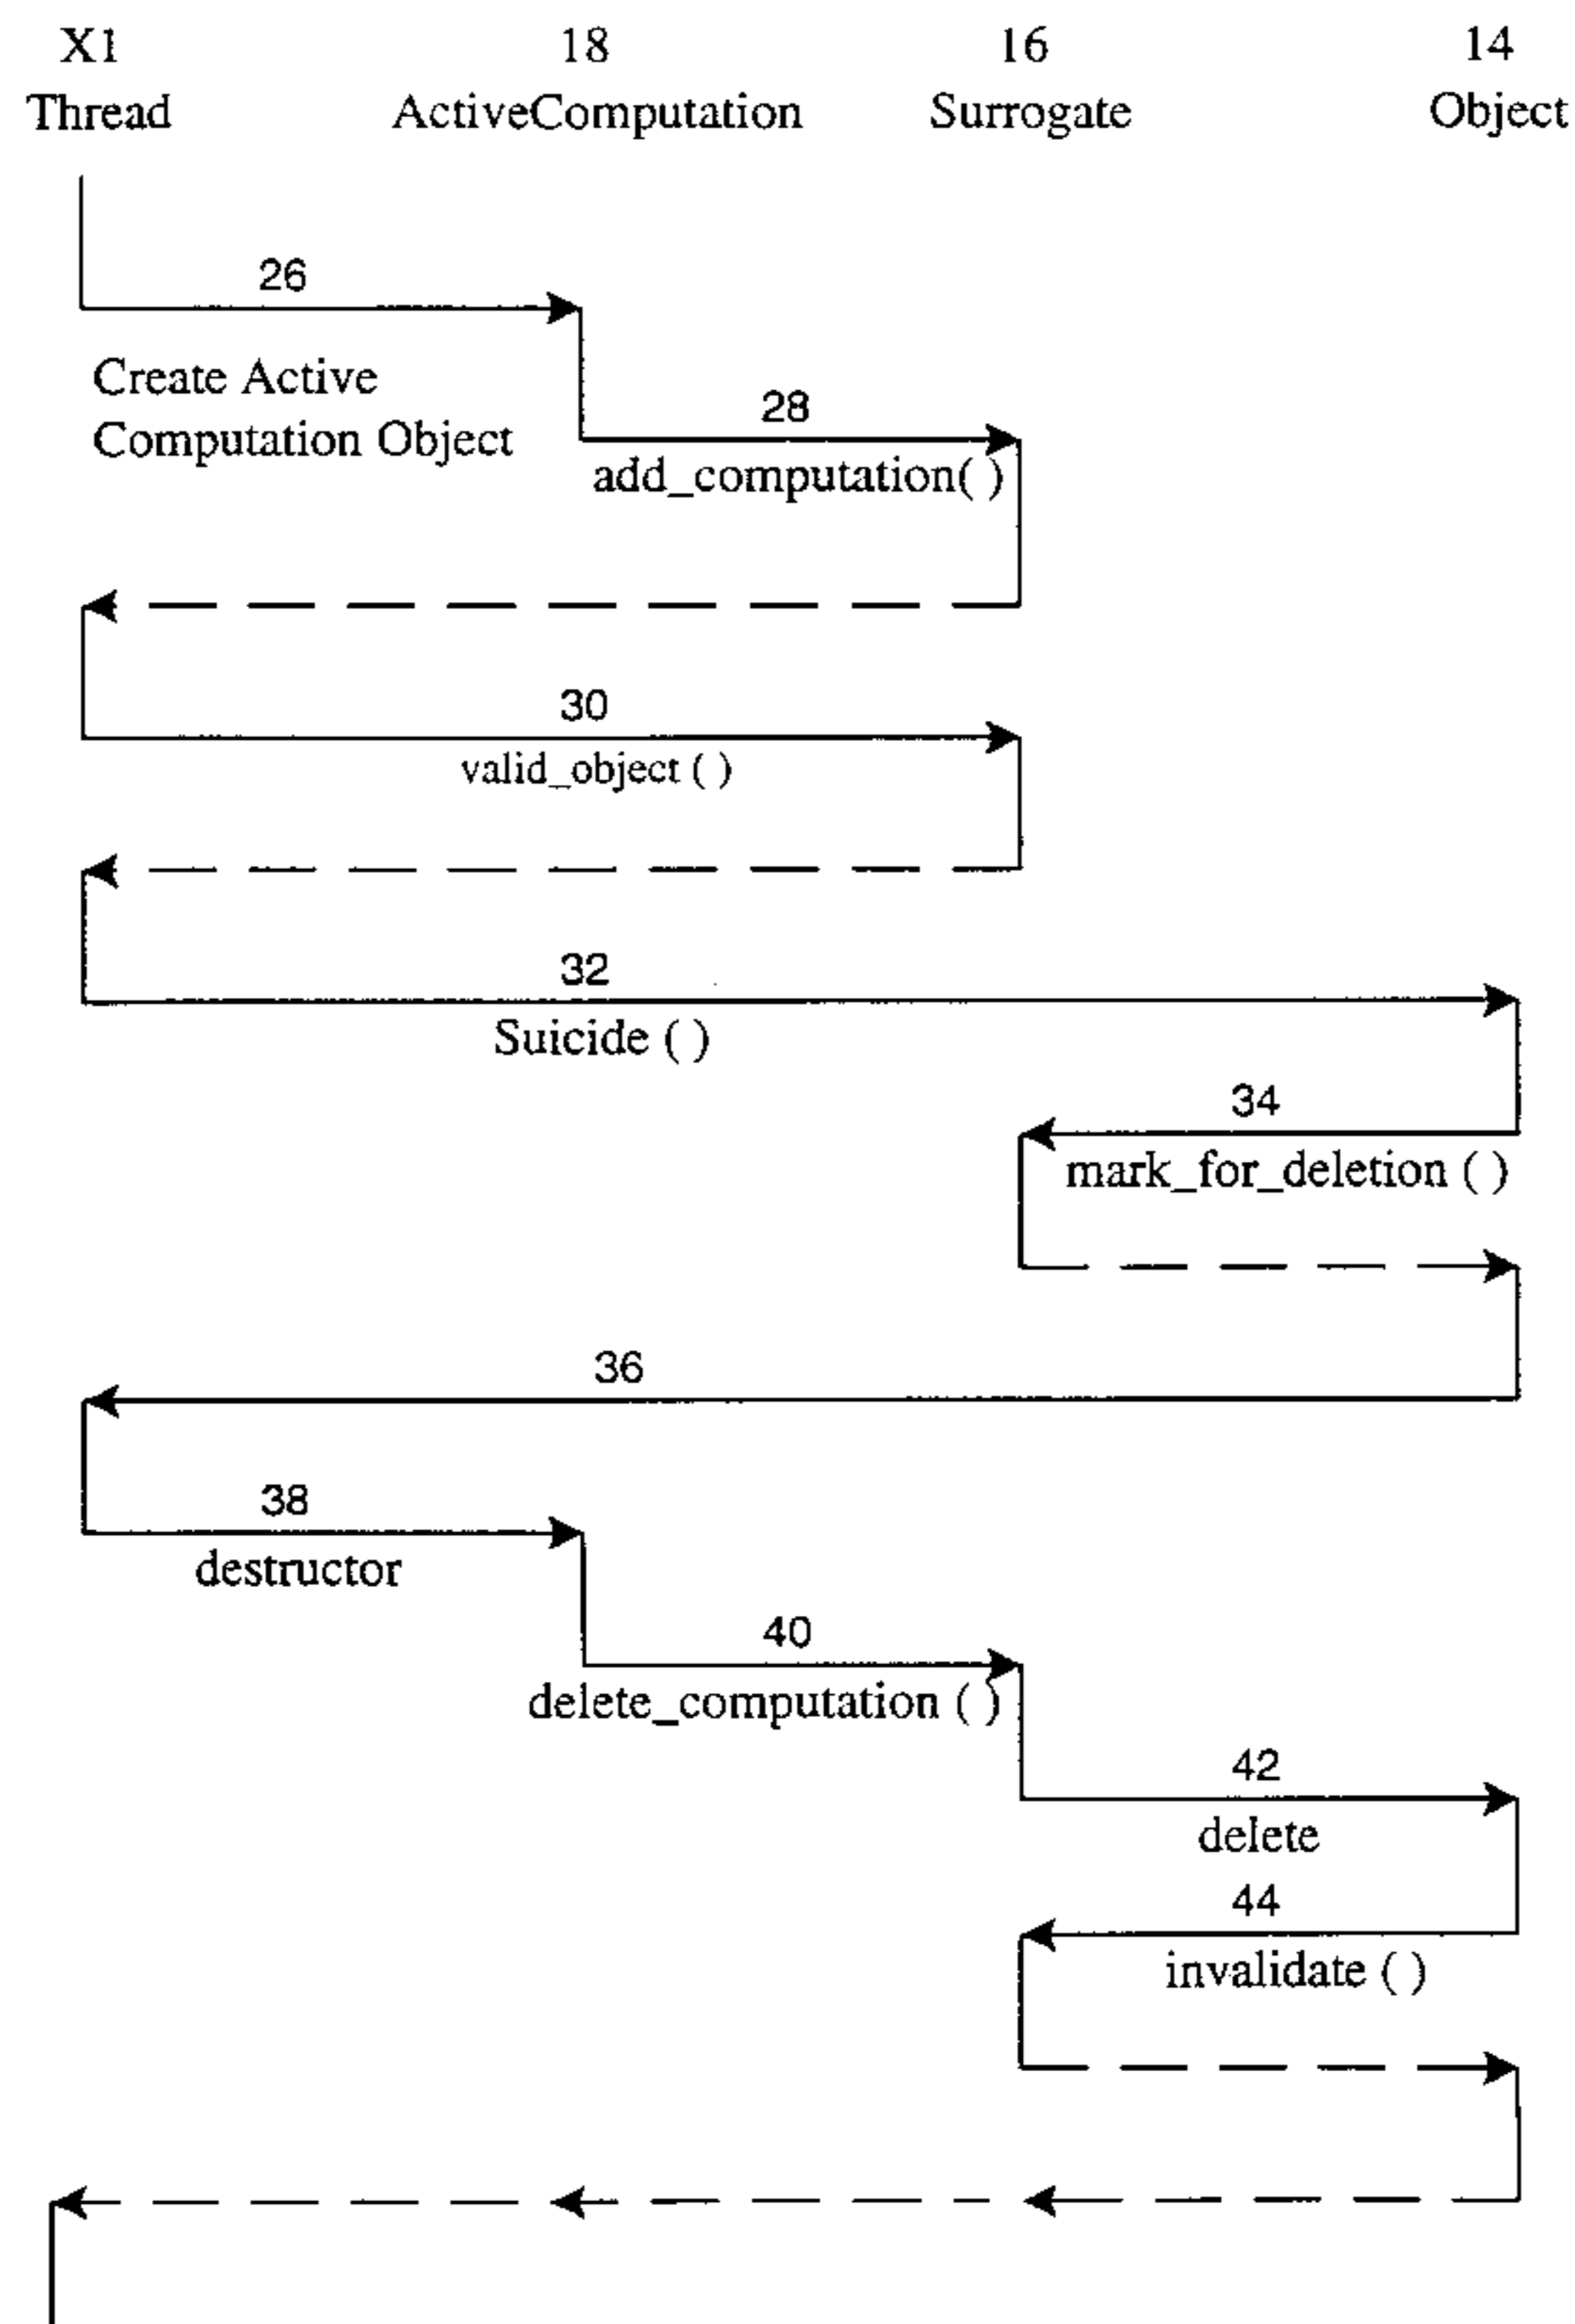 X1 18 16 14
Thread ActiveComputation Surrogate Object
26
Create Active
Computation Object
28
add_computation( )
30
valid_object ( )
32
Suicide ( )
34
mark_for_deletion ( )
36
38
destructor
40
delete_computation ( )
42
delete
44
invalidate ( )